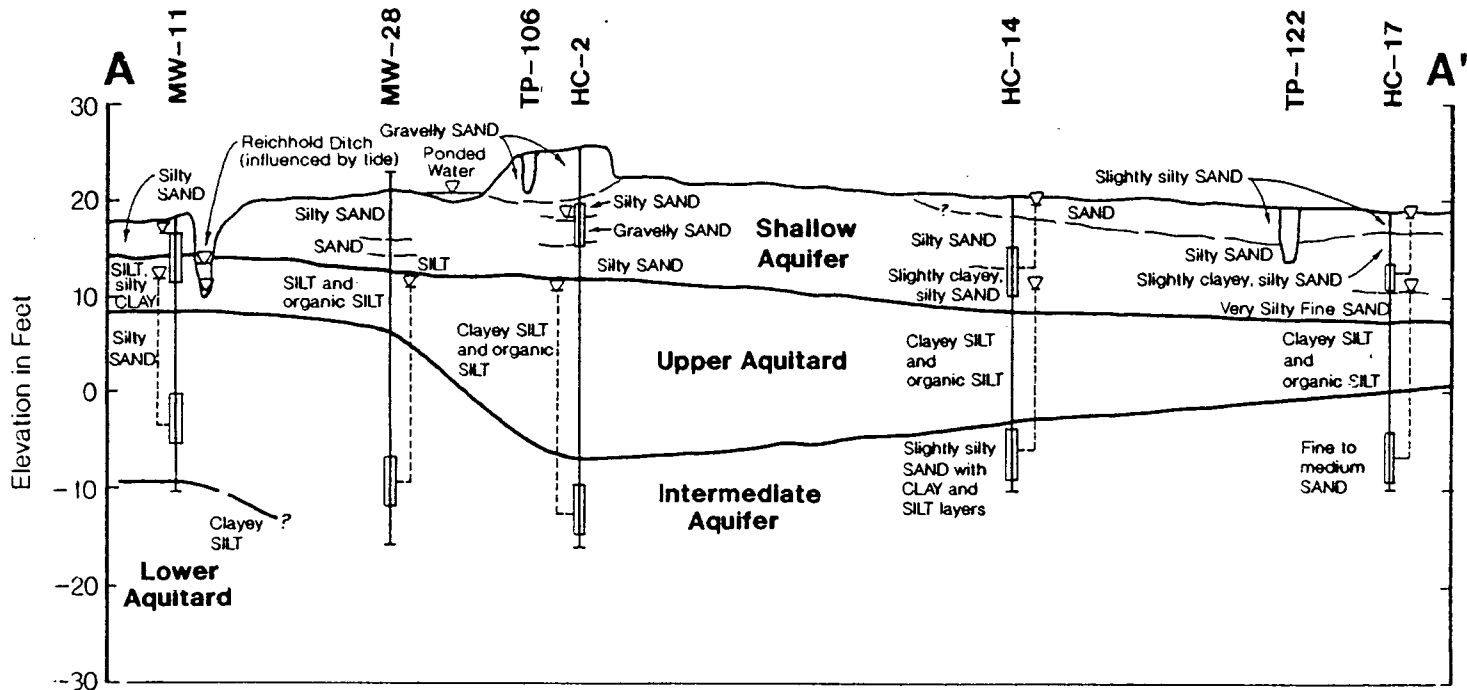 A
MW-11
MW-28
TP-106
HC-2
HC-14
TP-122
HC-17
A'
Elevation in Feet
30
20
10
0
-10
-20
-30
Silty
SAND
Reichhold Ditch
(influenced by tide)
Gravelly SAND
Ponded
Water
Silty SAND
SAND
SILT
SILT,
silty
CLAY
SILT and
organic SILT
Silty
SAND
Silty SAND
Gravelly SAND
Silty SAND
Shallow
Aquifer
?
SAND
Silty SAND
Slightly clayey,
silty SAND
Slightly silty SAND
Silty SAND
Slightly clayey, silty SAND
Very Silty Fine SAND
Clayey SILT
and organic
SILT
Upper Aquitard
Clayey SILT
and
organic SILT
Clayey SILT
and
organic SILT
Intermediate
Aquifer
Slightly silty
SAND with
CLAY and
SILT layers
Fine to
medium
SAND
Clayey
SILT
?
Lower
Aquitard